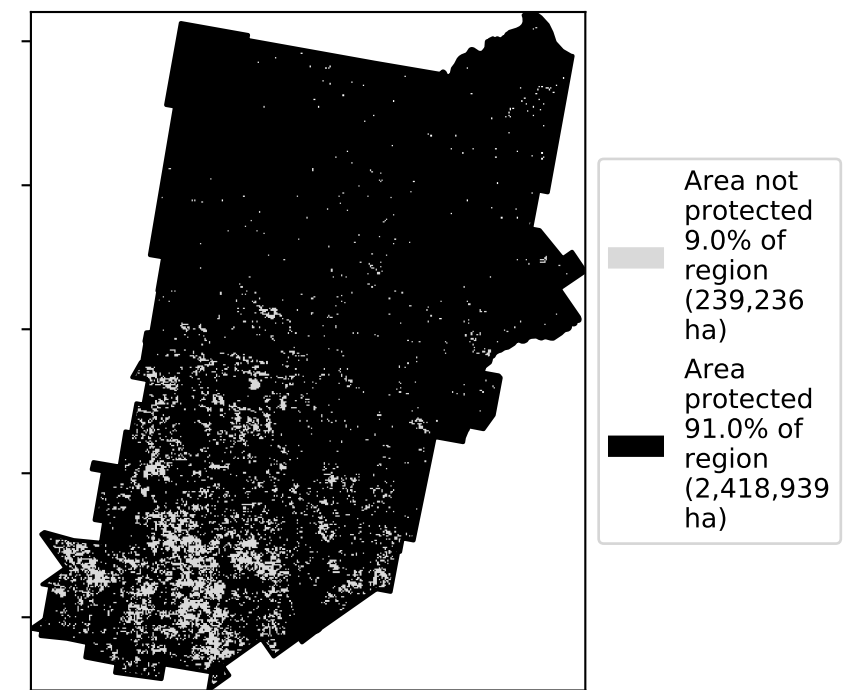 Area not
protected
9.0% of
region
(239,236
ha)
Area
protected
91.0% of
region
(2,418,939
ha)